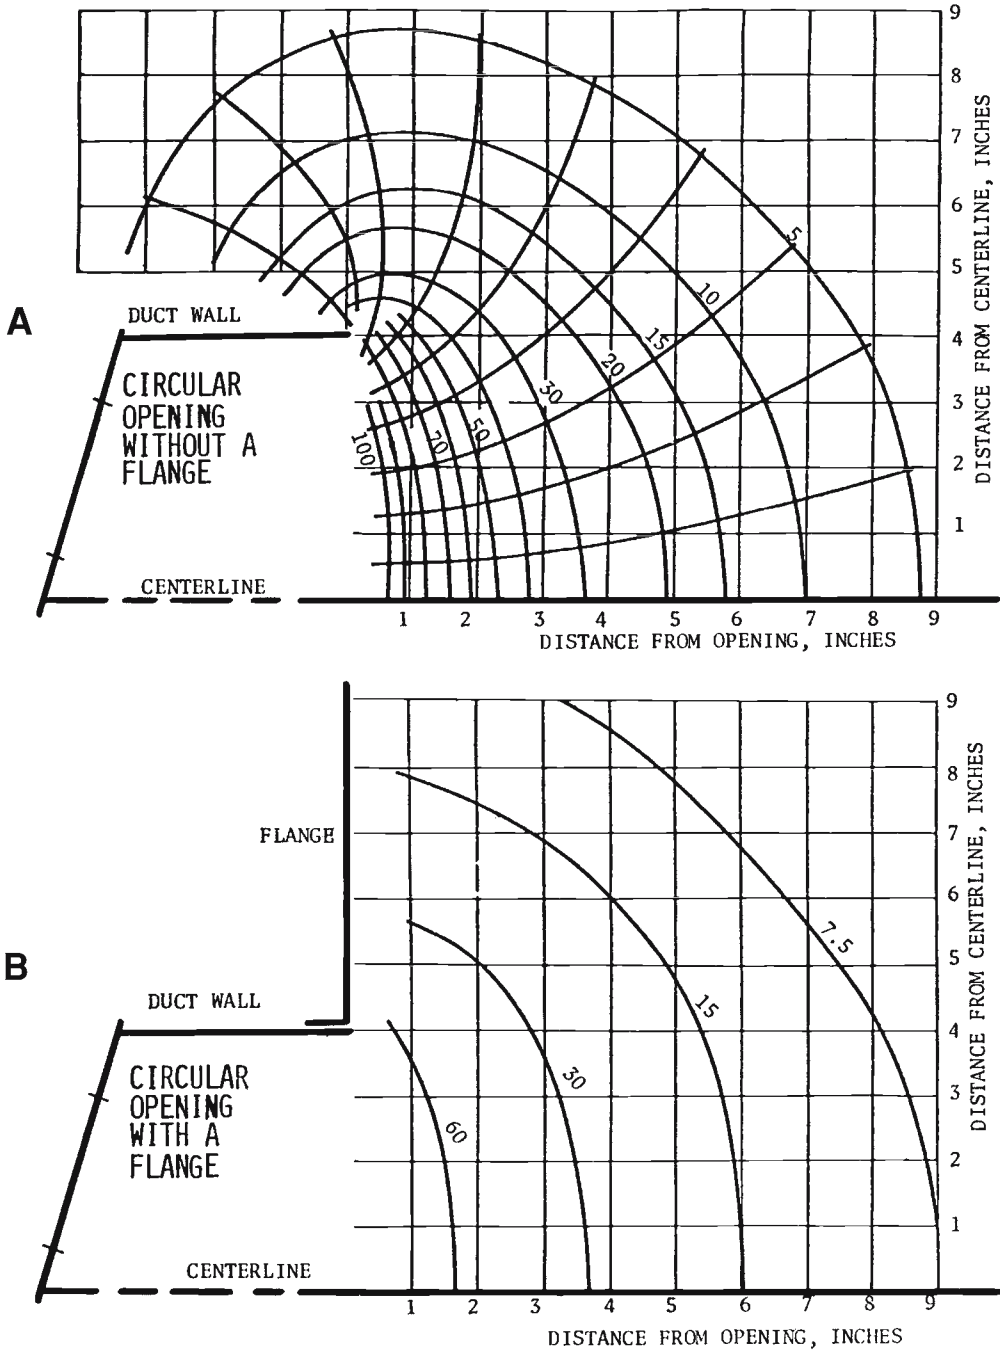 9
8
7
6
5
4
3
2
1
DISTANCE FROM CENTERLINE, INCHES
A
DUCT WALL
CIRCULAR
OPENING
WITHOUT A
FLANGE
CENTERLINE
5
10
15
20
30
50
70
100
1 2 3 4 5 6 7 8 9
DISTANCE FROM OPENING, INCHES
9
8
7
6
5
4
3
2
1
DISTANCE FROM CENTERLINE, INCHES
FLANGE
B
DUCT WALL
CIRCULAR
OPENING
WITH A
FLANGE
CENTERLINE
7.5
15
30
60
1 2 3 4 5 6 7 8 9
DISTANCE FROM OPENING, INCHES